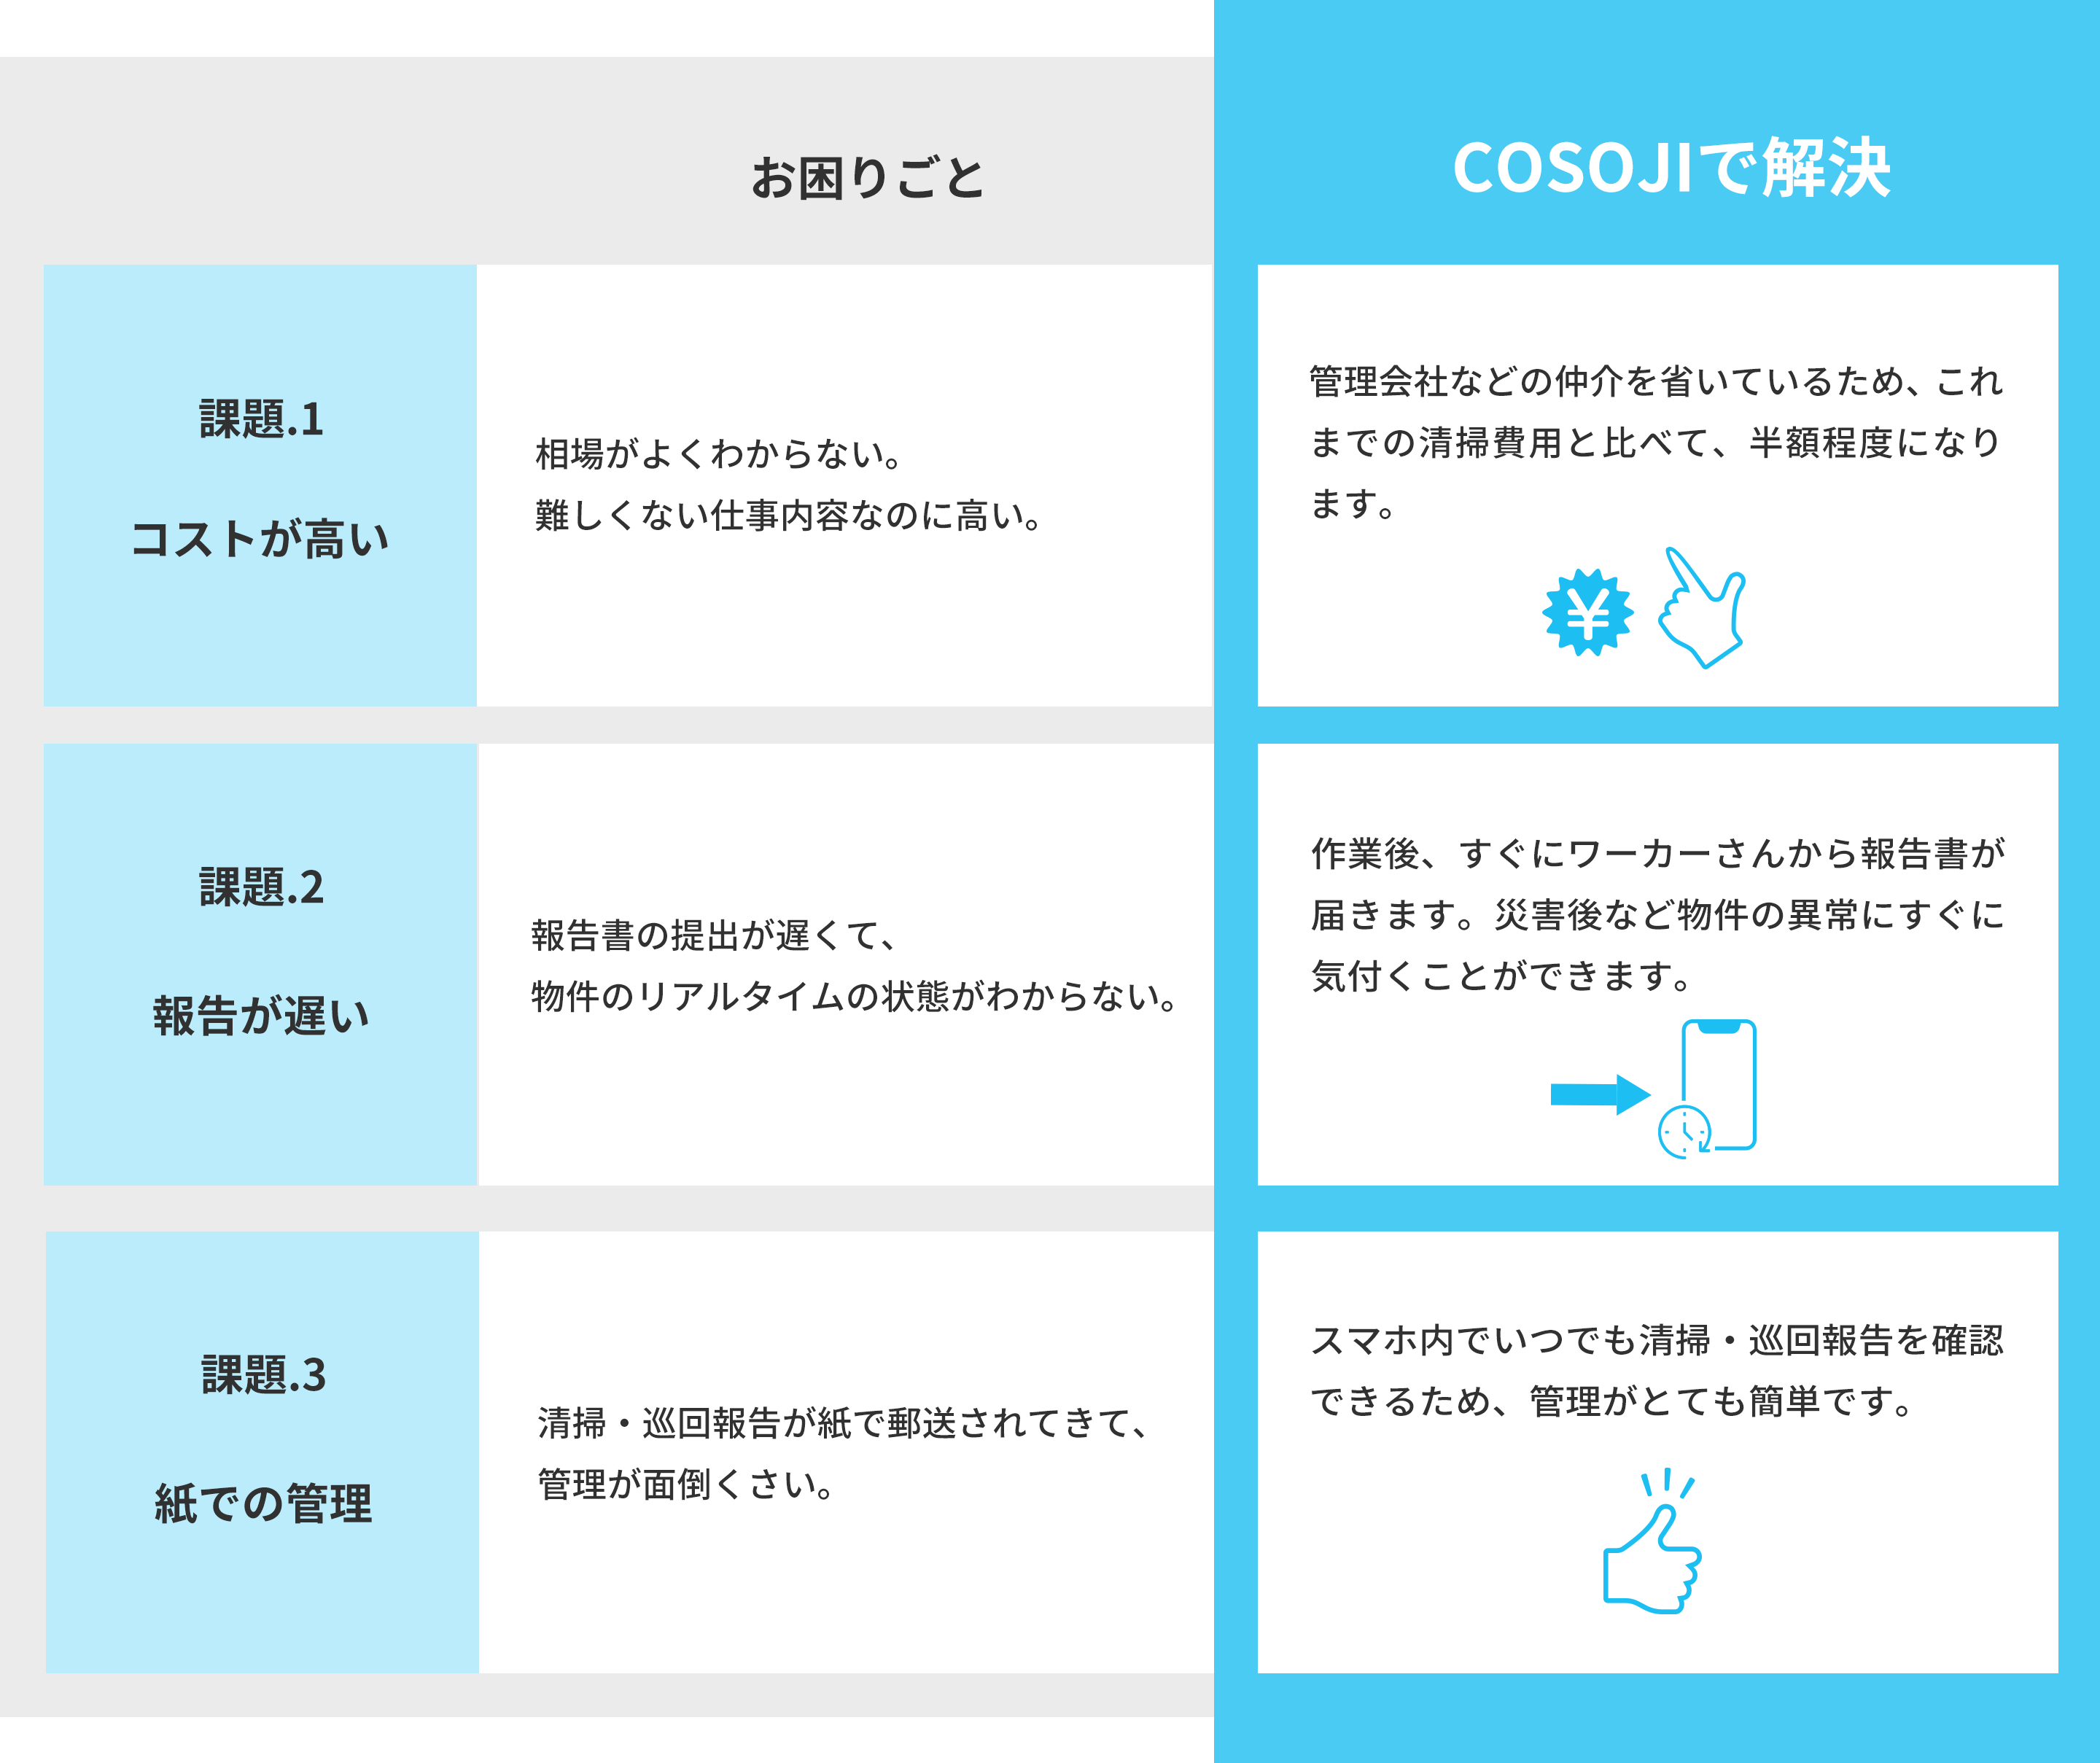 お困りごと
COSOJIで解決
課題.1
コストが高い
相場がよくわからない。
難しくない仕事内容なのに高い。
管理会社などの仲介を省いているため、これ
までの清掃費用と比べて、半額程度になり
ます。
¥
課題.2
報告が遅い
報告書の提出が遅くて、
物件のリアルタイムの状態がわからない。
作業後、すぐにワーカーさんから報告書が
届きます。災害後など物件の異常にすぐに
気付くことができます。
課題.3
紙での管理
清掃・巡回報告が紙で郵送されてきて、
管理が面倒くさい。
スマホ内でいつでも清掃・巡回報告を確認
できるため、管理がとても簡単です。